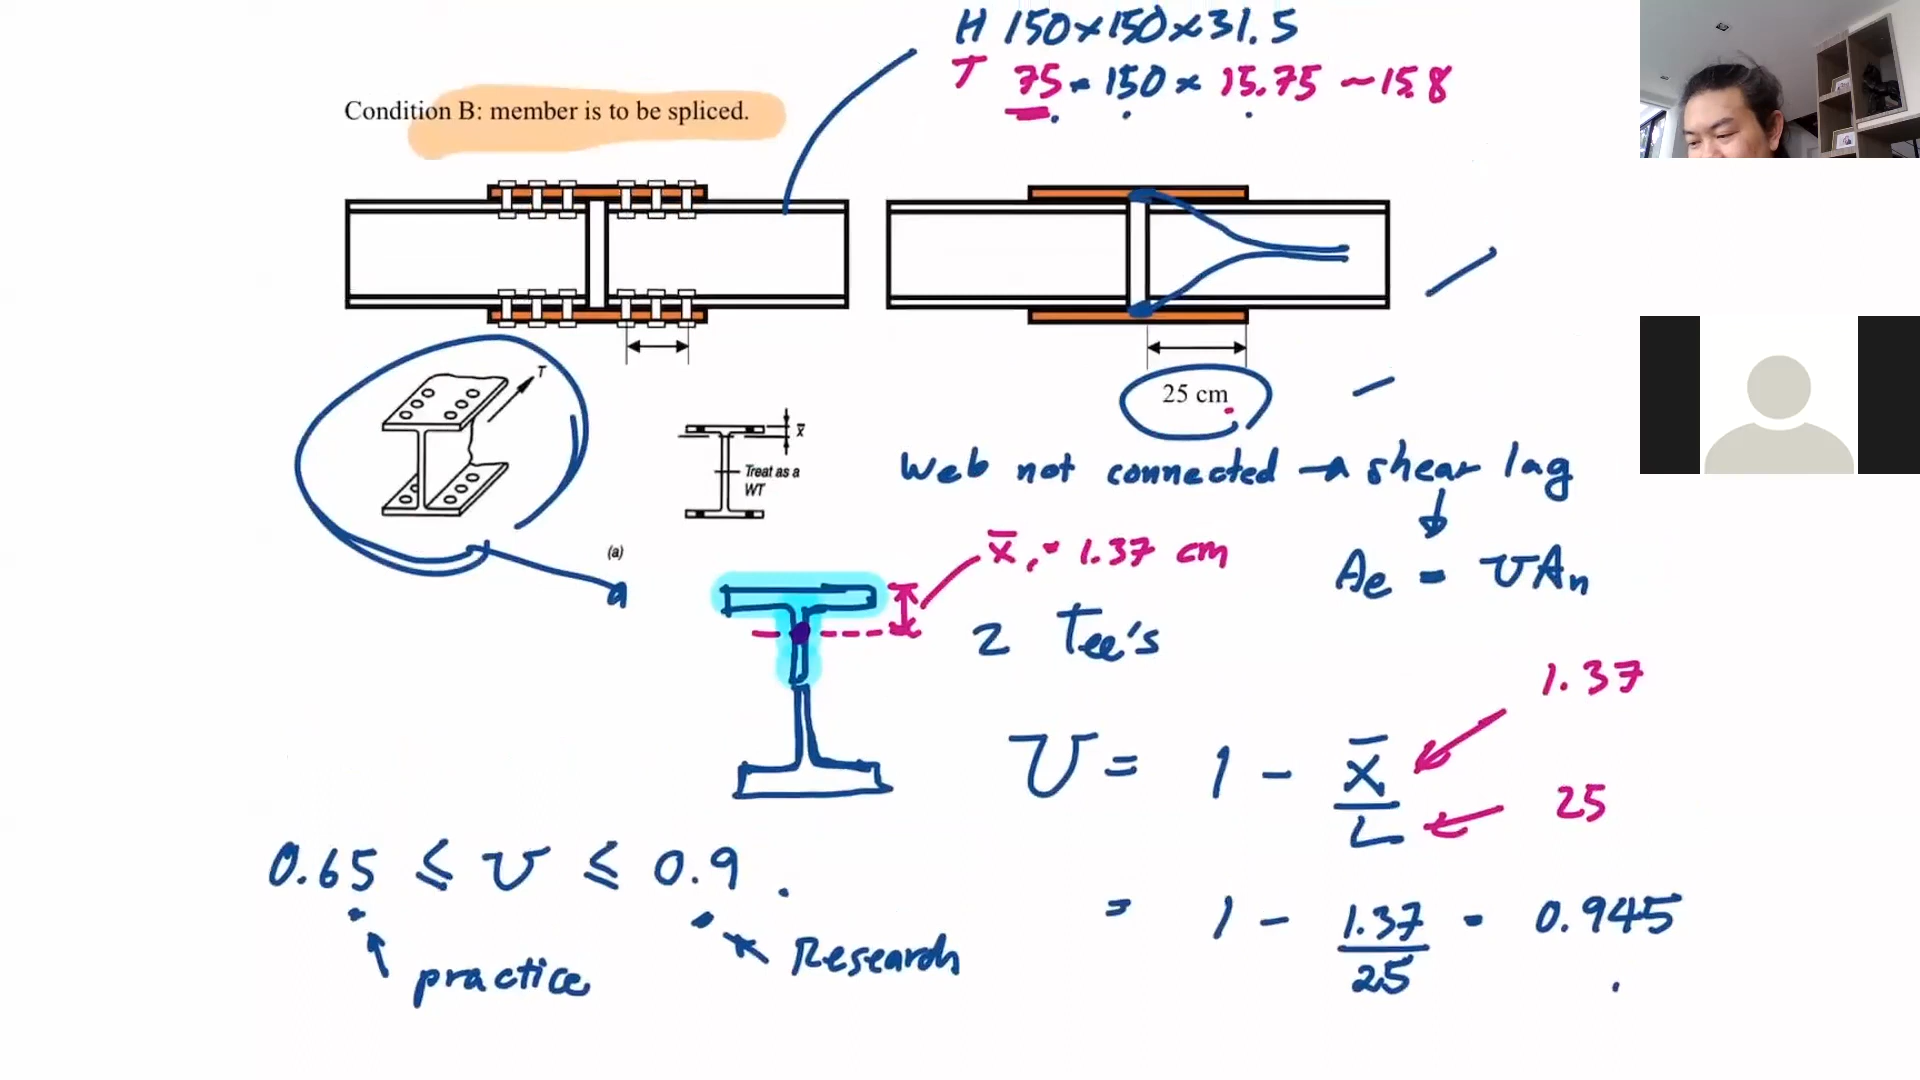 H 150×150×31.5
T 75 × 150 × 15.75 ~ 15.8
Condition B: member is to be spliced.
25 cm
T
x̄
Treat as a
WT
(a)
Web not connected → shear lag
Ae = UAn
x̄, = 1.37 cm
2 Tee's
1.37
U = 1 - x̄/L
25
0.65 ≤ U ≤ 0.9.
= 1 - 1.37/25 = 0.945
practice
Research